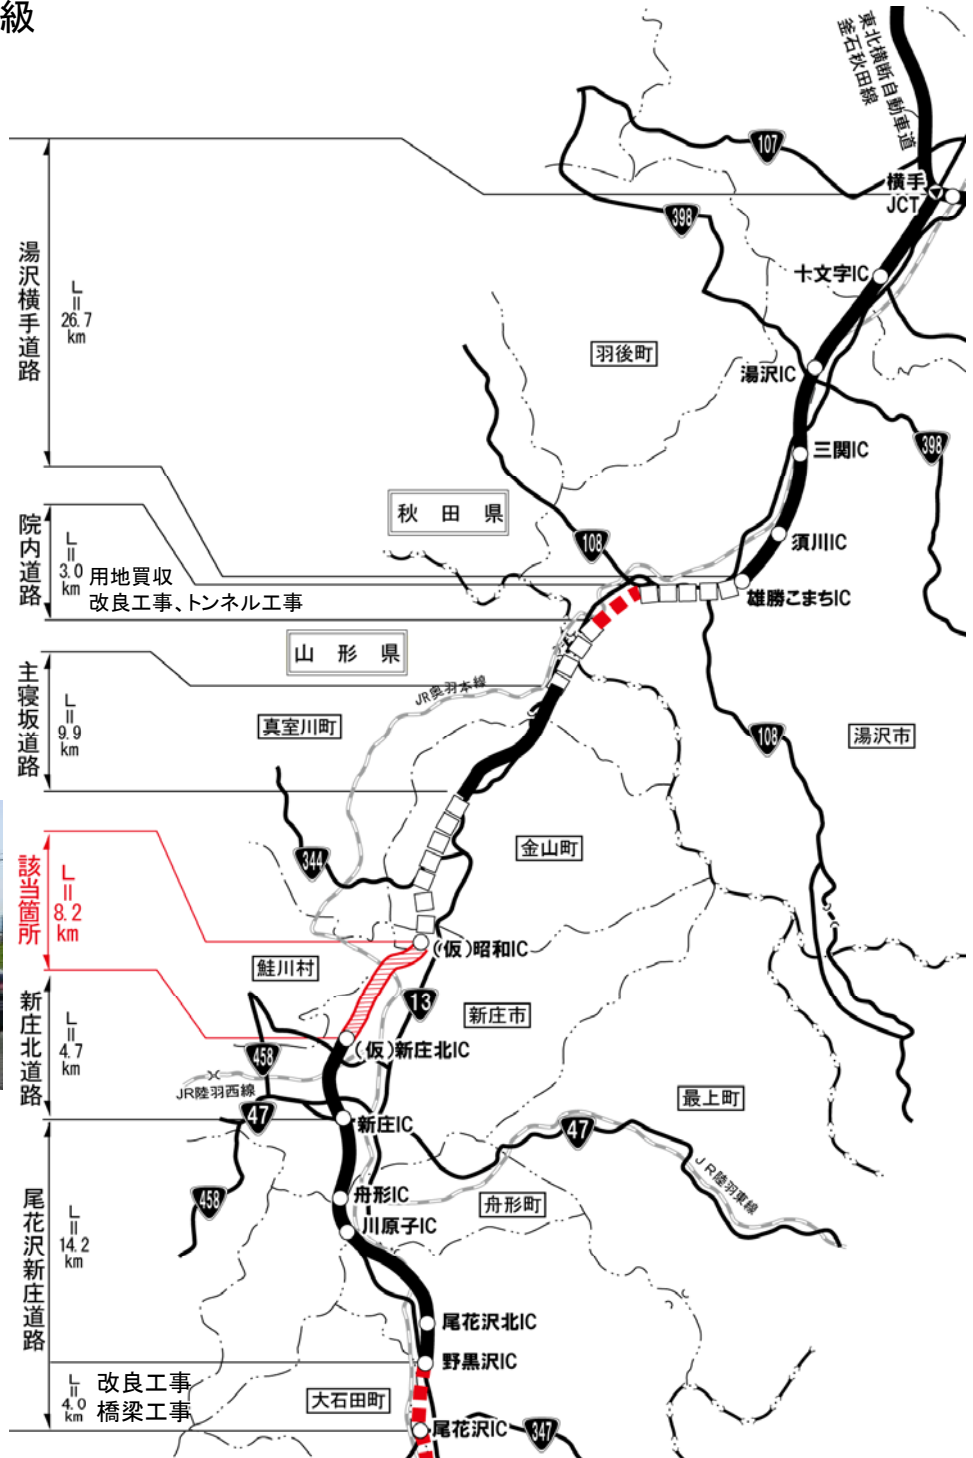 級
東北横断自動車道
釜石秋田線
107
横手
JCT
398
十文字IC
湯沢横手道路
L=26.7km
羽後町
湯沢IC
398
三関IC
秋田県
院内道路
L=3.0km
用地買収
改良工事、トンネル工事
108
須川IC
雄勝こまちIC
山形県
主寝坂道路
L=9.9km
JR奥羽本線
真室川町
108
湯沢市
金山町
344
該当箇所
L=8.2km
(仮)昭和IC
鮭川村
13
新庄市
新庄北道路
L=4.7km
(仮)新庄北IC
458
JR陸羽西線
47
新庄IC
最上町
47
JR陸羽東線
458
舟形IC
舟形町
川原子IC
尾花沢新庄道路
L=14.2km
尾花沢北IC
野黒沢IC
L=4.0km
改良工事
橋梁工事
大石田町
尾花沢IC
347